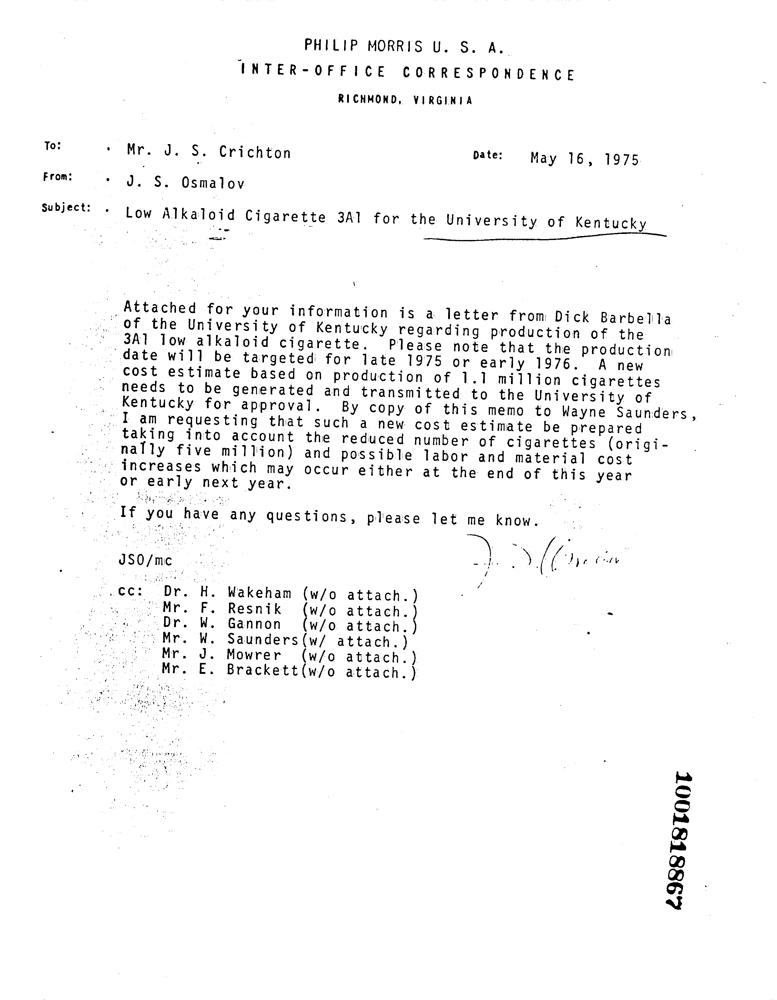 PHILIP MORRIS U. S. A.
INTER-OFFICE CORRESPONDENCE
RICHMOND, VIRGINIA
To: . Mr. J. S. Crichton Date: May 16, 1975
From: . J. S. Osmalov
Subject: . Low Alkaloid Cigarette 3A1 for the University of Kentucky
Attached for your information is a letter from Dick Barbella
of the University of Kentucky regarding production of the
3A1 low alkaloid cigarette. Please note that the production
date will be targeted for late 1975 or early 1976. A new
cost estimate based on production of 1.1 million cigarettes
needs to be generated and transmitted to the University of
Kentucky for approval. By copy of this memo to Wayne Saunders,
I am requesting that such a new cost estimate be prepared
taking into account the reduced number of cigarettes (origi-
nally five million) and possible labor and material cost
increases which may occur either at the end of this year
or early next year.
If you have any questions, please let me know.
JSO/mc
cc: Dr. H. Wakeham (w/o attach.)
Mr. F. Resnik (w/o attach.)
Dr. W. Gannon (w/o attach.)
Mr. W. Saunders(w/ attach.)
Mr. J. Mowrer (w/o attach.)
Mr. E. Brackett(w/o attach.)
1001818867